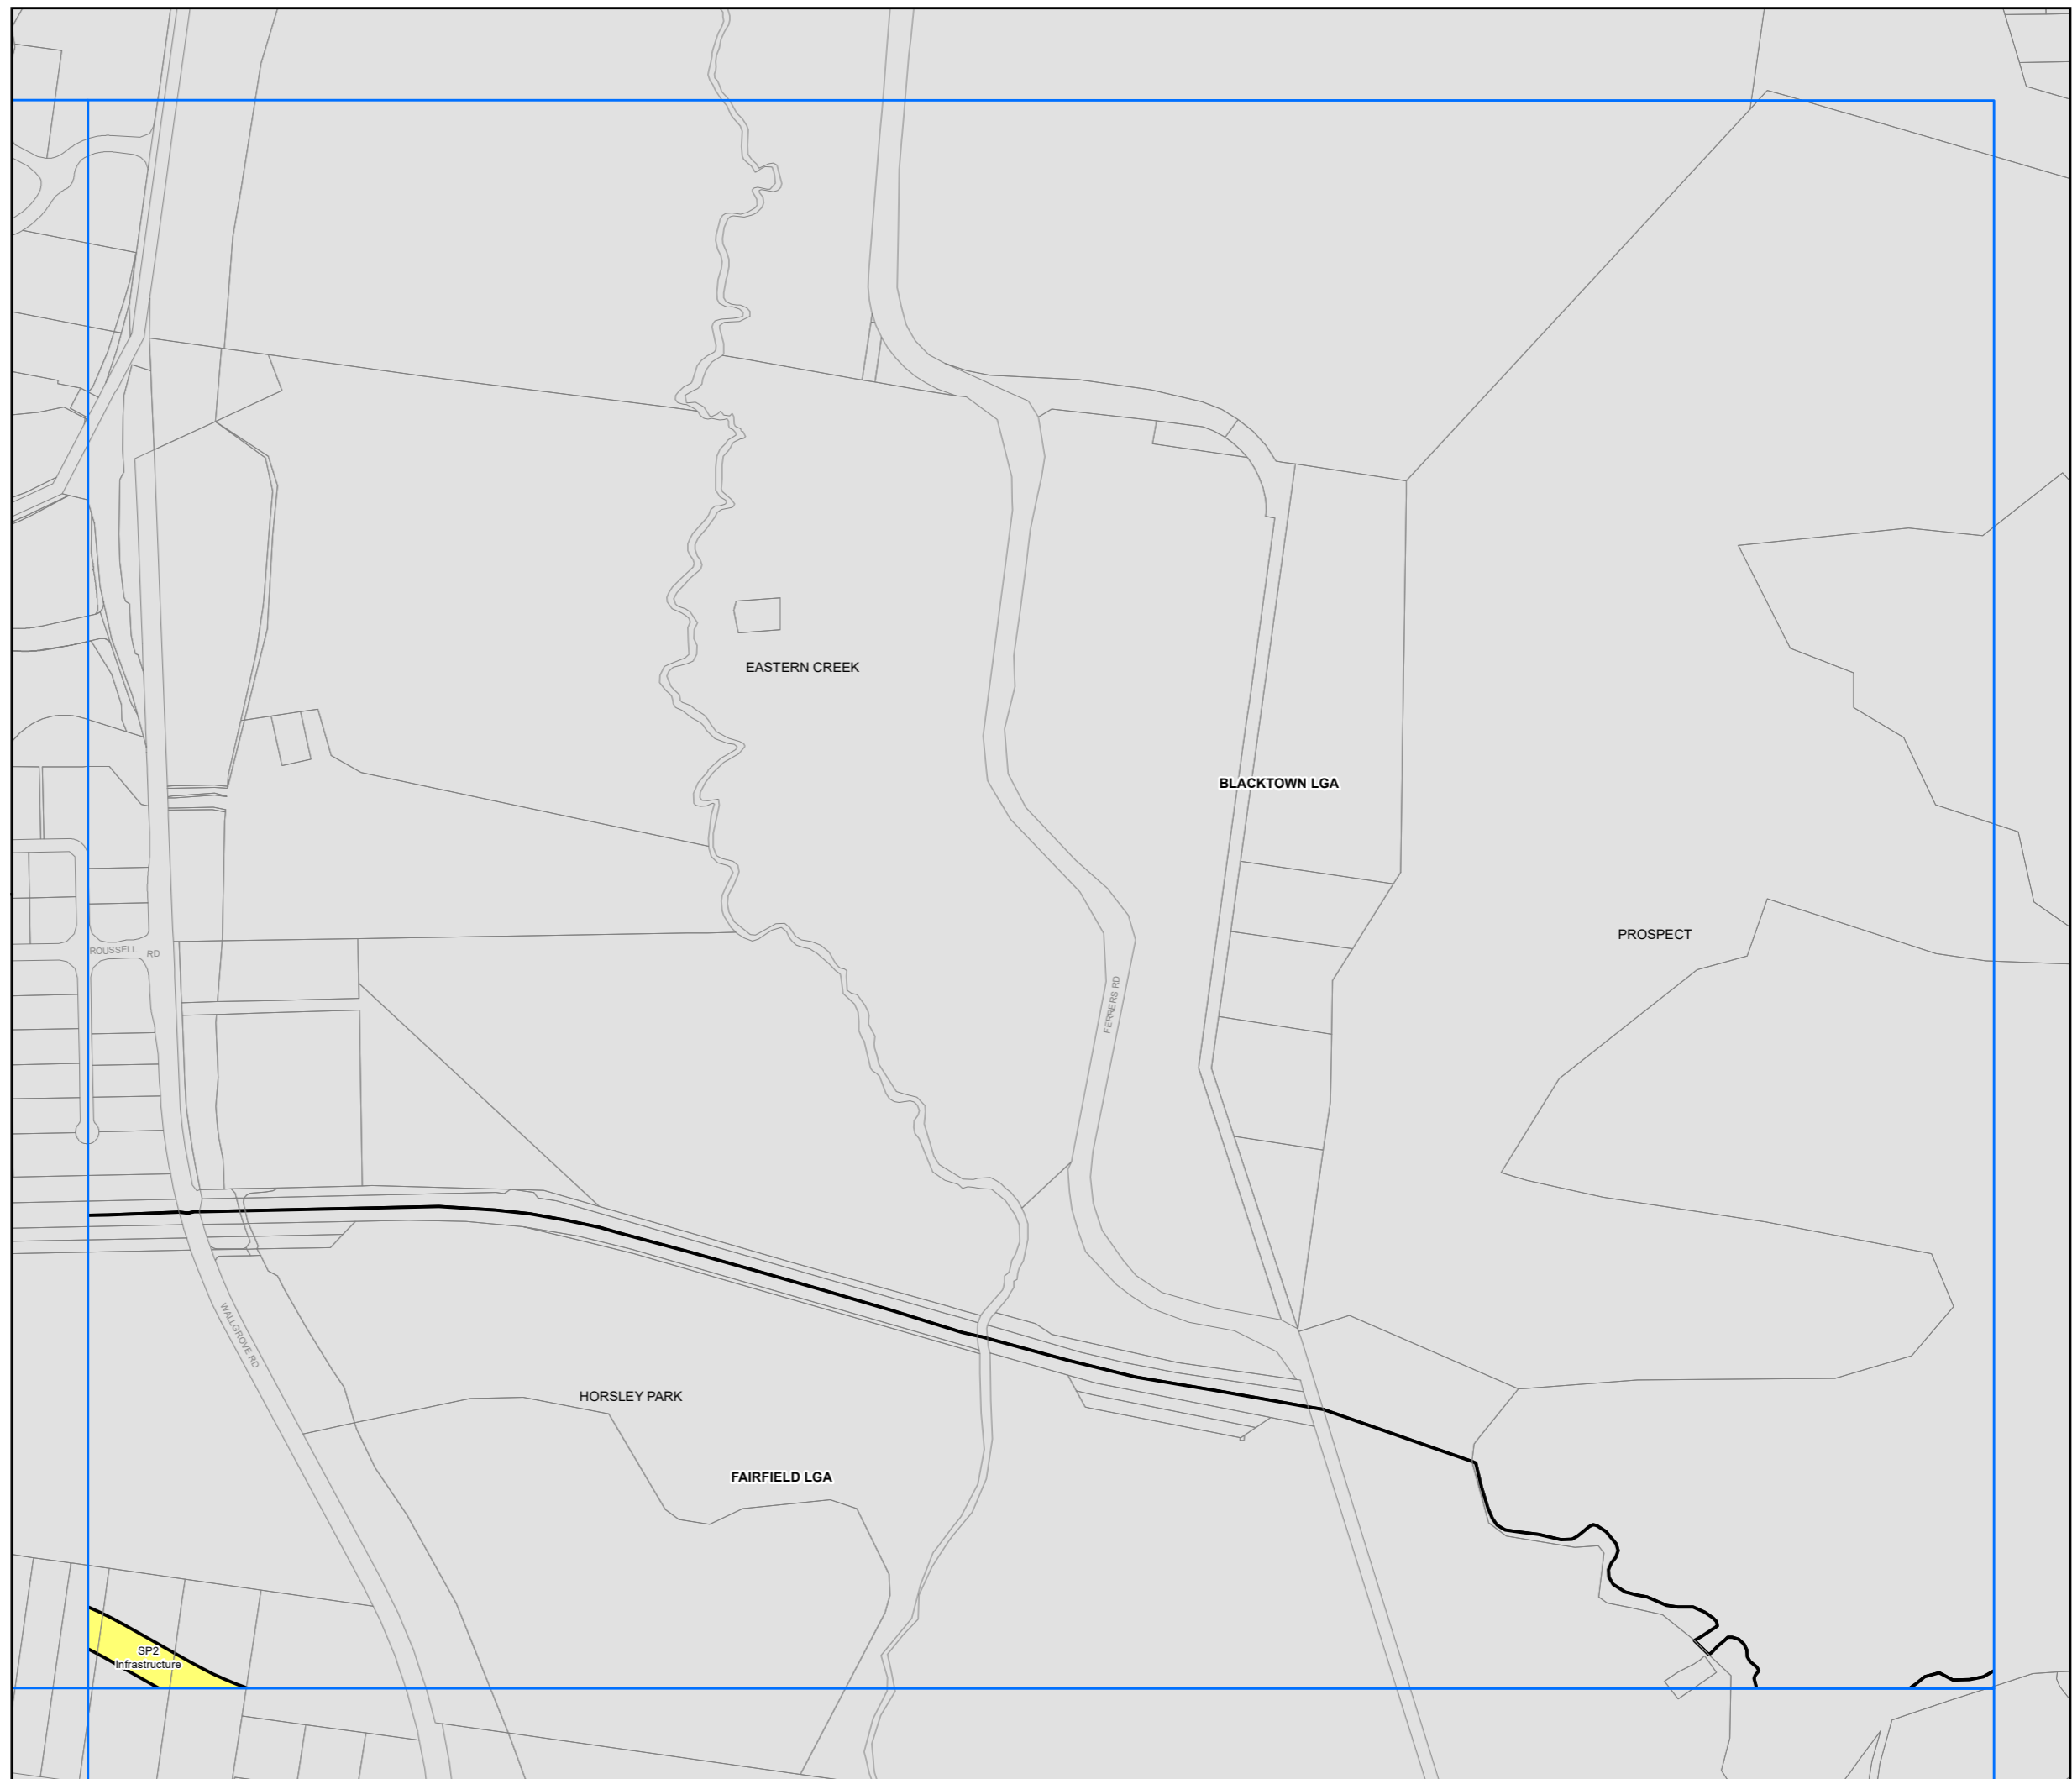 EASTERN CREEK
BLACKTOWN LGA
PROSPECT
ROUSSELL RD
FERRERS RD
WALLGROVE RD
HORSLEY PARK
FAIRFIELD LGA
SP2
Infrastructure